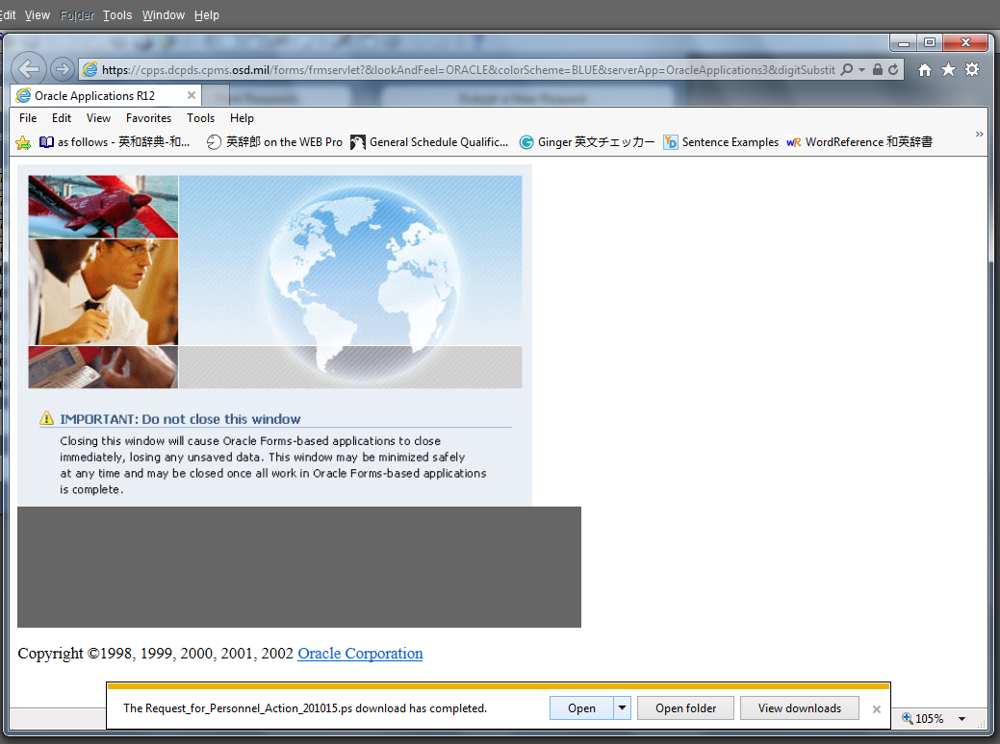 Edit View Folder Tools Window Help
https://cpps.dcpds.cpms.osd.mil/forms/frmservlet?&lookAndFeel=ORACLE&colorScheme=BLUE&serverApp=OracleApplications3&digitSubstit
Oracle Applications R12
File Edit View Favorites Tools Help
as follows - 英和辞典-和... 英辞郎 on the WEB Pro General Schedule Qualific... Ginger 英文チェッカー YD Sentence Examples WR WordReference 和英辞書
IMPORTANT: Do not close this window
Closing this window will cause Oracle Forms-based applications to close
immediately, losing any unsaved data. This window may be minimized safely
at any time and may be closed once all work in Oracle Forms-based applications
is complete.
Copyright ©1998, 1999, 2000, 2001, 2002 Oracle Corporation
The Request_for_Personnel_Action_201015.ps download has completed. Open Open folder View downloads
105%